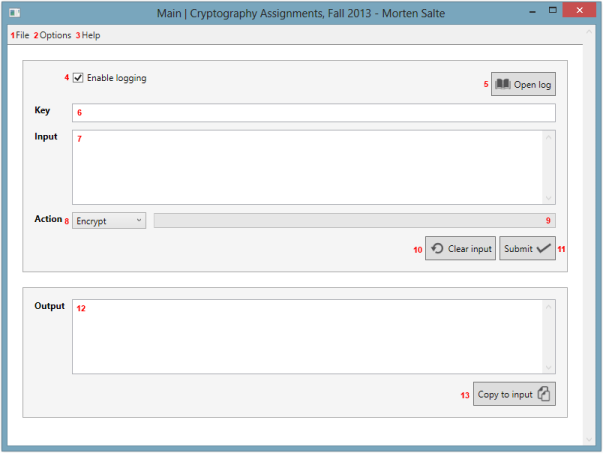 Main | Cryptography Assignments, Fall 2013 - Morten Salte
1 File 2 Options 3 Help
4 Enable logging
5 Open log
Key 6
Input 7
Action 8 Encrypt 9
10 Clear input Submit 11
Output 12
13 Copy to input